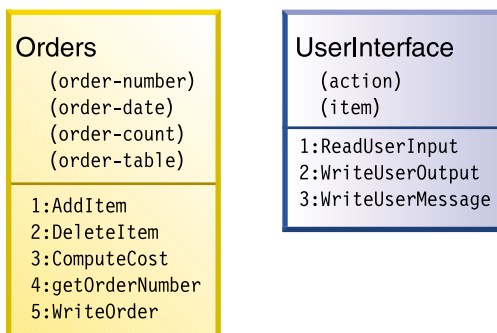 Orders
(order-number)
(order-date)
(order-count)
(order-table)
1:AddItem
2:DeleteItem
3:ComputeCost
4:getOrderNumber
5:WriteOrder
UserInterface
(action)
(item)
1:ReadUserInput
2:WriteUserOutput
3:WriteUserMessage